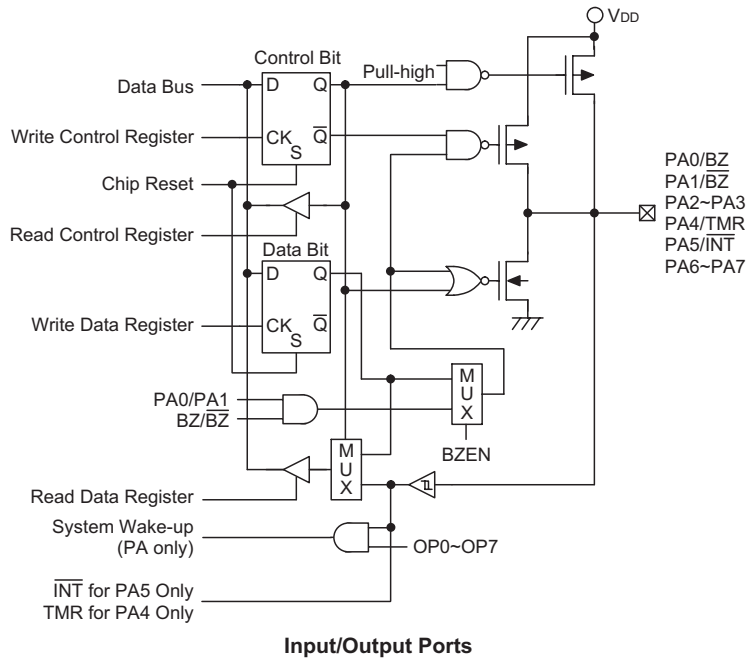 VDD
Control Bit
Pull-high
Data Bus
D
Q
Write Control Register
CK
Q̅
S
Chip Reset
PA0/BZ
PA1/B̅Z̅
PA2~PA3
PA4/TMR
PA5/I̅N̅T̅
PA6~PA7
Read Control Register
Data Bit
D
Q
Write Data Register
CK
Q̅
S
PA0/PA1
BZ/B̅Z̅
M
U
X
BZEN
M
U
X
Read Data Register
System Wake-up
(PA only)
OP0~OP7
I̅N̅T̅ for PA5 Only
TMR for PA4 Only
Input/Output Ports